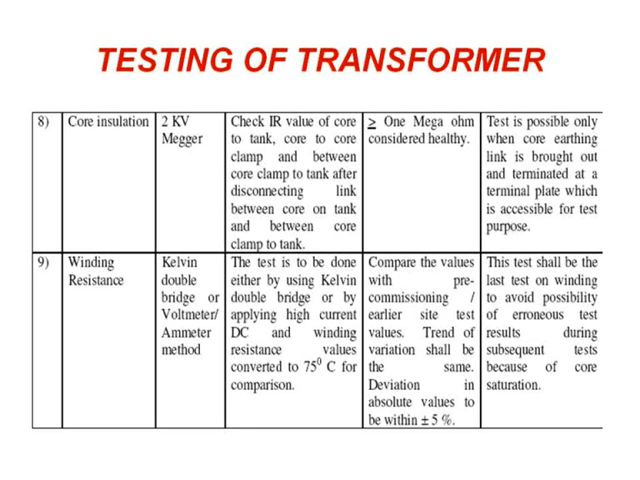 TESTING OF TRANSFORMER
8)
Core insulation
2 KV
Megger
Check IR value of core
to tank, core to core
clamp and between
core clamp to tank after
disconnecting link
between core on tank
and between core
clamp to tank.
≥ One Mega ohm
considered healthy.
Test is possible only
when core earthing
link is brought out
and terminated at a
terminal plate which
is accessible for test
purpose.
9)
Winding
Resistance
Kelvin
double
bridge or
Voltmeter/
Ammeter
method
The test is to be done
either by using Kelvin
double bridge or by
applying high current
DC and winding
resistance values
converted to 75⁰ C for
comparison.
Compare the values
with pre-
commissioning /
earlier site test
values. Trend of
variation shall be
the same.
Deviation in
absolute values to
be within ± 5 %.
This test shall be the
last test on winding
to avoid possibility
of erroneous test
results during
subsequent tests
because of core
saturation.